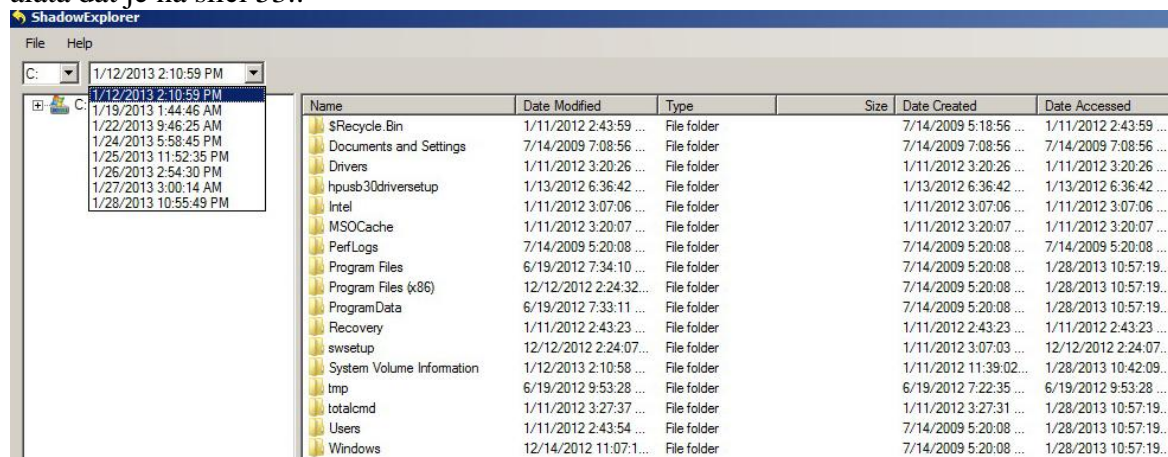 alata dat je na slici 33..
ShadowExplorer
File Help
C: 1/12/2013 2:10:59 PM
1/12/2013 2:10:59 PM
1/19/2013 1:44:46 AM
1/22/2013 9:46:25 AM
1/24/2013 5:58:45 PM
1/25/2013 11:52:35 PM
1/26/2013 2:54:30 PM
1/27/2013 3:00:14 AM
1/28/2013 10:55:49 PM
C:
Name Date Modified Type Size Date Created Date Accessed
$Recycle.Bin 1/11/2012 2:43:59 ... File folder 7/14/2009 5:18:56 ... 1/11/2012 2:43:59 ...
Documents and Settings 7/14/2009 7:08:56 ... File folder 7/14/2009 7:08:56 ... 7/14/2009 7:08:56 ...
Drivers 1/11/2012 3:20:26 ... File folder 1/11/2012 3:20:26 ... 1/11/2012 3:20:26 ...
hpusb30driversetup 1/13/2012 6:36:42 ... File folder 1/13/2012 6:36:42 ... 1/13/2012 6:36:42 ...
Intel 1/11/2012 3:07:06 ... File folder 1/11/2012 3:07:06 ... 1/11/2012 3:07:06 ...
MSOCache 1/11/2012 3:20:07 ... File folder 1/11/2012 3:20:07 ... 1/11/2012 3:20:07 ...
PerfLogs 7/14/2009 5:20:08 ... File folder 7/14/2009 5:20:08 ... 7/14/2009 5:20:08 ...
Program Files 6/19/2012 7:34:10 ... File folder 7/14/2009 5:20:08 ... 1/28/2013 10:57:19...
Program Files (x86) 12/12/2012 2:24:32... File folder 7/14/2009 5:20:08 ... 1/28/2013 10:57:19...
ProgramData 6/19/2012 7:33:11 ... File folder 7/14/2009 5:20:08 ... 1/28/2013 10:57:19...
Recovery 1/11/2012 2:43:23 ... File folder 1/11/2012 2:43:23 ... 1/11/2012 2:43:23 ...
swsetup 12/12/2012 2:24:07... File folder 1/11/2012 3:07:03 ... 12/12/2012 2:24:07...
System Volume Information 1/12/2013 2:10:58 ... File folder 1/11/2012 11:39:02... 1/28/2013 10:42:09...
tmp 6/19/2012 9:53:28 ... File folder 6/19/2012 7:22:35 ... 6/19/2012 9:53:28 ...
totalcmd 1/11/2012 3:27:37 ... File folder 1/11/2012 3:27:31 ... 1/28/2013 10:57:19...
Users 1/11/2012 2:43:54 ... File folder 7/14/2009 5:20:08 ... 1/28/2013 10:57:19...
Windows 12/14/2012 11:07:1... File folder 7/14/2009 5:20:08 ... 1/28/2013 10:57:19...